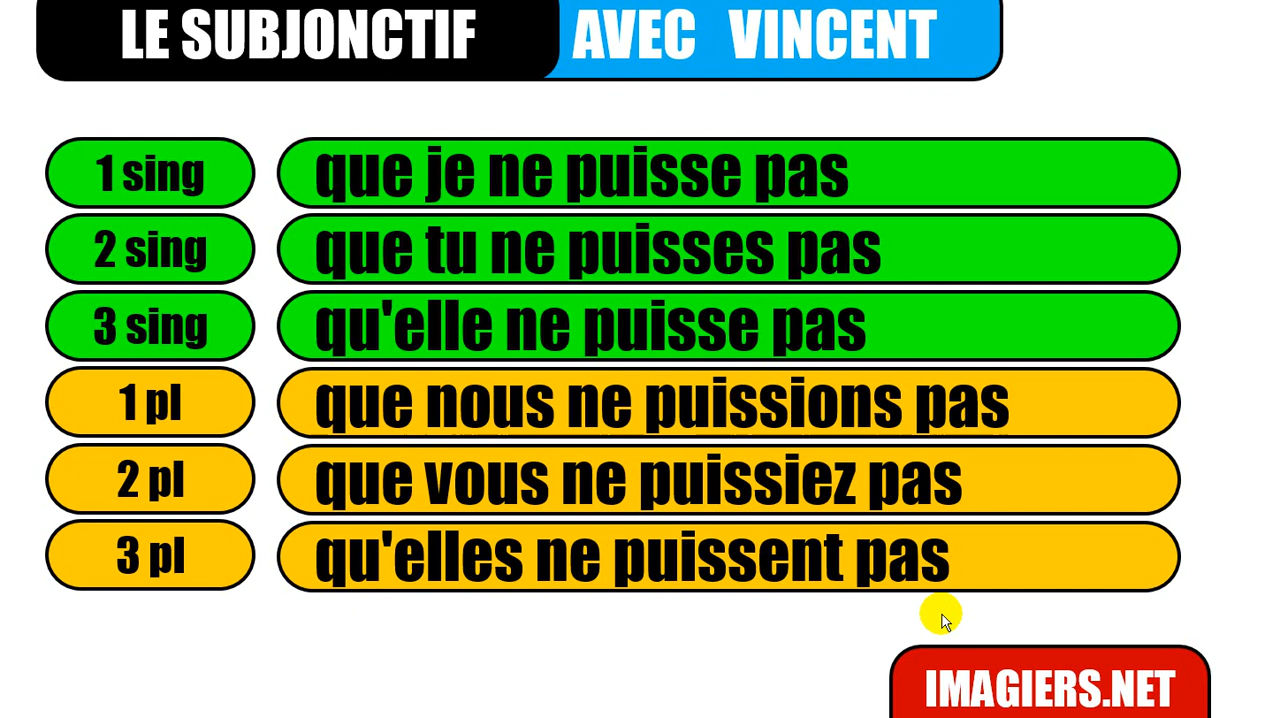 LE SUBJONCTIF AVEC VINCENT
1 sing que je ne puisse pas
2 sing que tu ne puisses pas
3 sing qu'elle ne puisse pas
1 pl que nous ne puissions pas
2 pl que vous ne puissiez pas
3 pl qu'elles ne puissent pas
IMAGIERS.NET